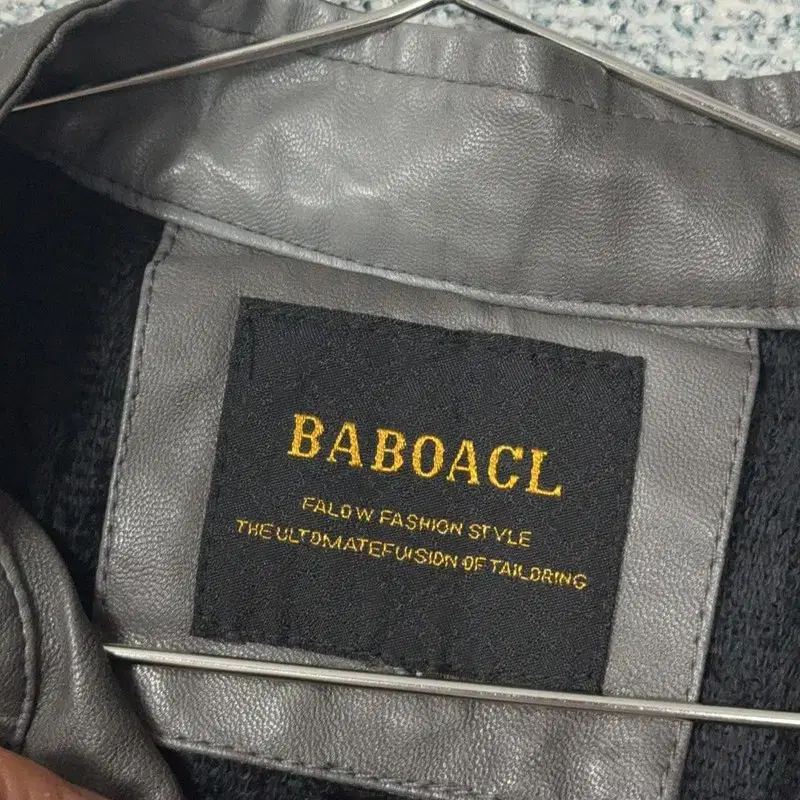 BABOACL
FALOW FASHION STYLE
THE ULTOMATEFUISION OF TAILORING